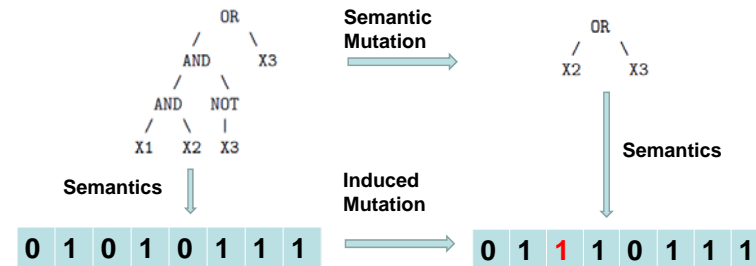 OR
AND X3
AND NOT
X1 X2 X3
Semantic
Mutation
OR
X2 X3
Semantics
Semantics
Induced
Mutation
0 1 0 1 0 1 1 1
0 1 1 1 0 1 1 1